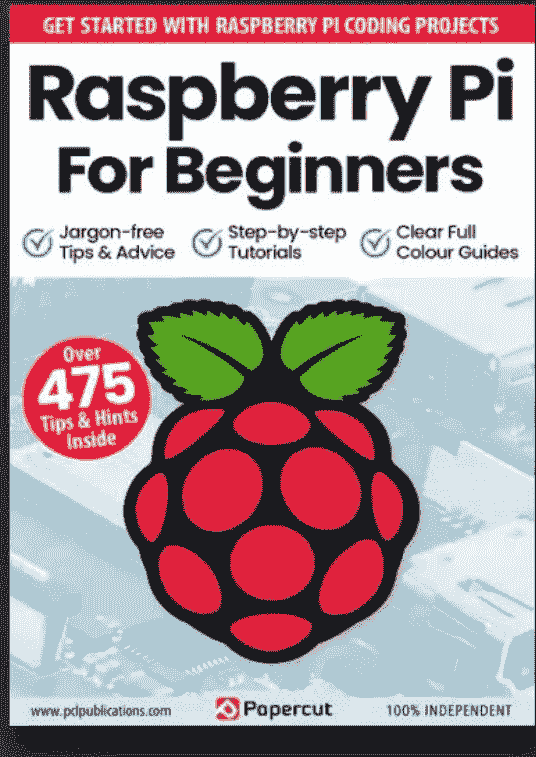 GET STARTED WITH RASPBERRY PI CODING PROJECTS
Raspberry Pi
For Beginners
Jargon-free
Tips & Advice
Step-by-step
Tutorials
Clear Full
Colour Guides
Over
475
Tips & Hints
Inside
www.pclpublications.com
Papercut
100% INDEPENDENT